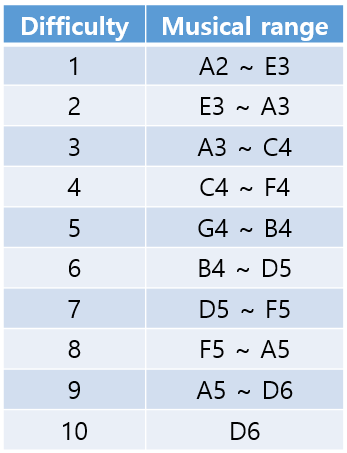 Difficulty Musical range
1 A2 ~ E3
2 E3 ~ A3
3 A3 ~ C4
4 C4 ~ F4
5 G4 ~ B4
6 B4 ~ D5
7 D5 ~ F5
8 F5 ~ A5
9 A5 ~ D6
10 D6